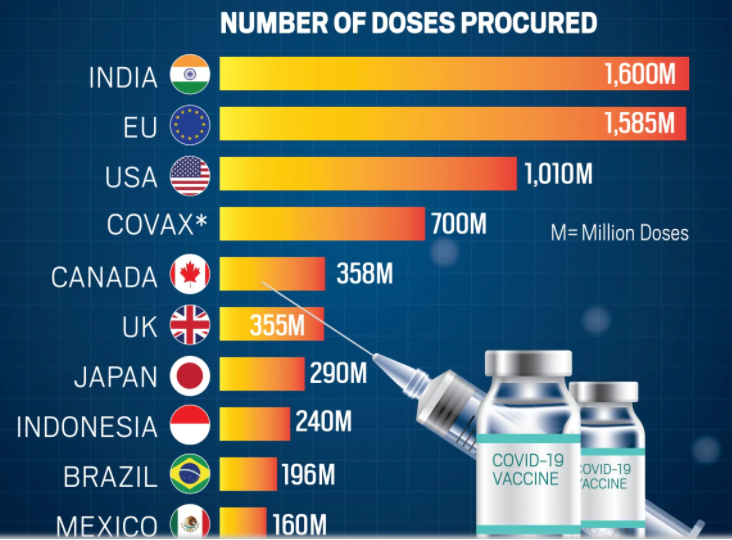 NUMBER OF DOSES PROCURED
INDIA 1,600M
EU 1,585M
USA 1,010M
COVAX* 700M
M= Million Doses
CANADA 358M
UK 355M
JAPAN 290M
INDONESIA 240M
BRAZIL 196M
MEXICO 160M
COVID-19
VACCINE
COVID-19
VACCINE